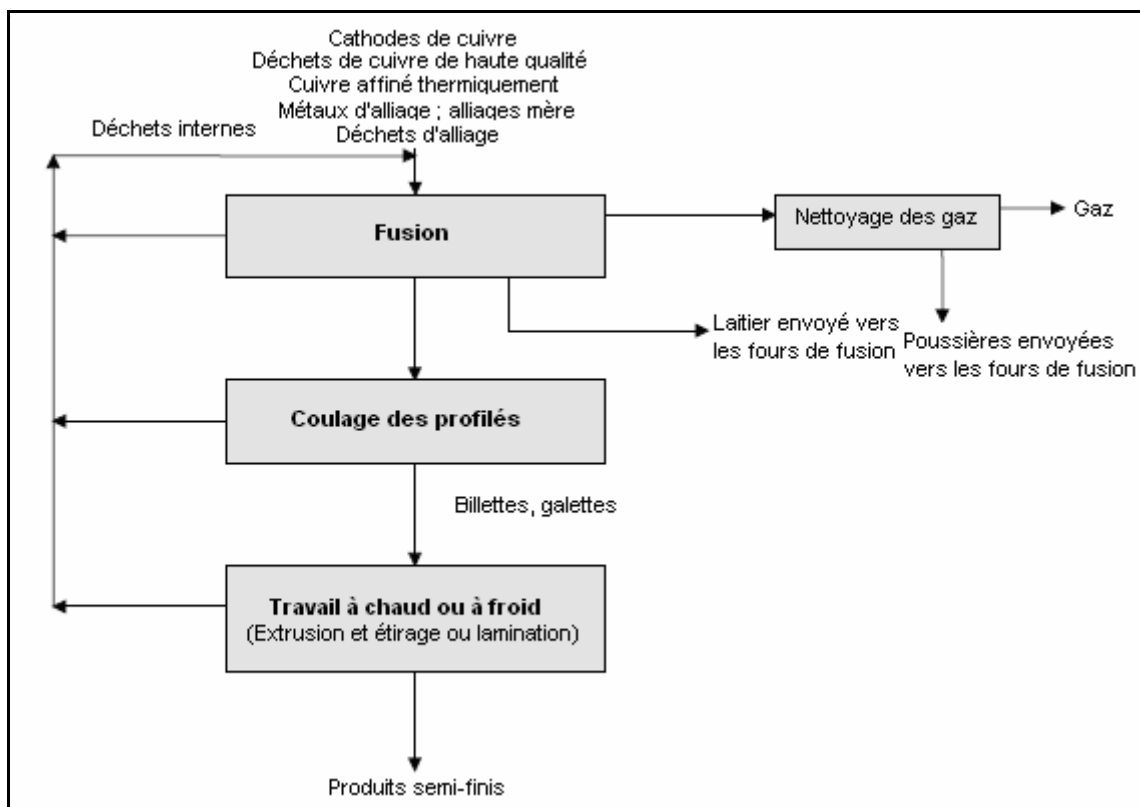 Cathodes de cuivre
Déchets de cuivre de haute qualité
Cuivre affiné thermiquement
Métaux d'alliage ; alliages mère
Déchets d'alliage
Déchets internes
Fusion
Nettoyage des gaz
Gaz
Laitier envoyé vers
les fours de fusion
Poussières envoyées
vers les fours de fusion
Coulage des profilés
Billettes, galettes
Travail à chaud ou à froid
(Extrusion et étirage ou lamination)
Produits semi-finis